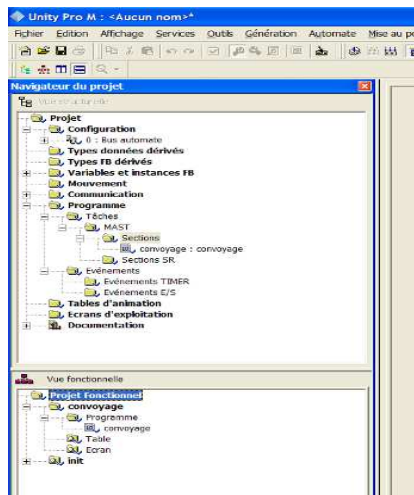 Unity Pro M : <Aucun nom>*
Fichier Edition Affichage Services Outils Génération Automate Mise au po
Navigateur du projet
Vue structurelle
Projet
Configuration
0 : Bus automate
Types données dérivés
Types FB dérivés
Variables et instances FB
Mouvement
Communication
Programme
Tâches
MAST
Sections
convoyage : convoyage
Sections SR
Evénements
Evénements TIMER
Evénements E/S
Tables d'animation
Ecrans d'exploitation
Documentation
Vue fonctionnelle
Projet Fonctionnel
convoyage
Programme
convoyage
Table
Ecran
init